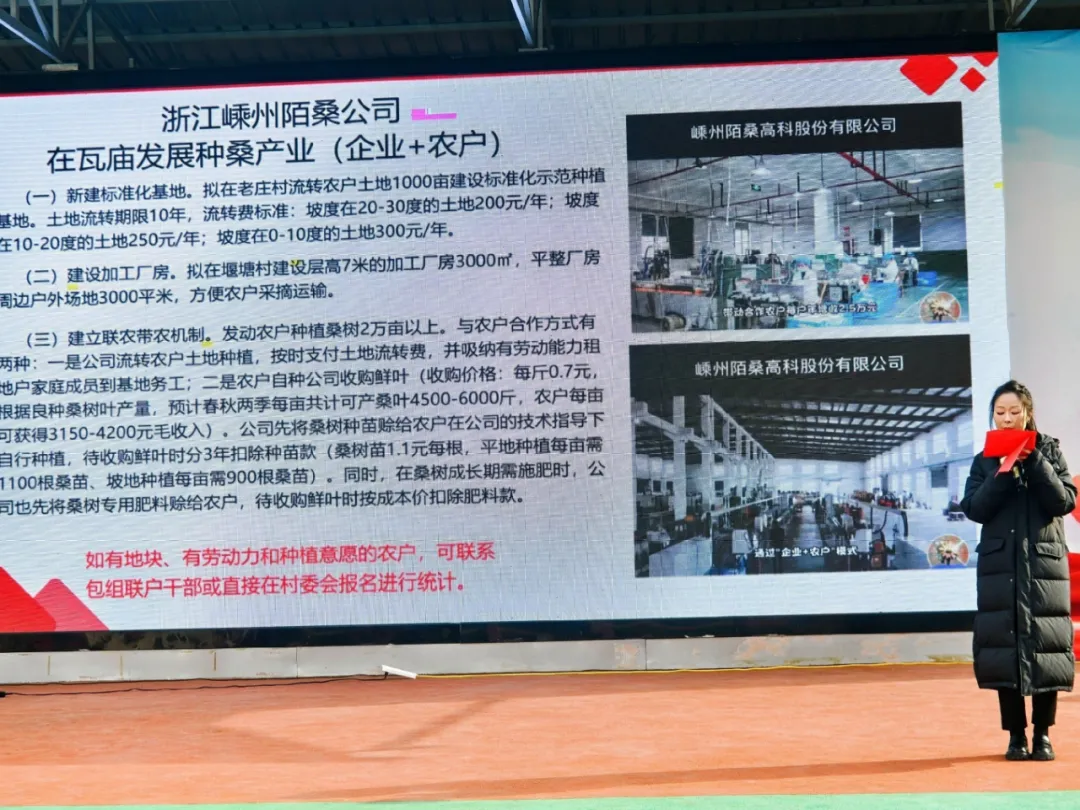 浙江嵊州陌桑公司
在瓦庙发展种桑产业（企业+农户）
（一）新建标准化基地。拟在老庄村流转农户土地1000亩建设标准化示范种植
基地。土地流转期限10年，流转费标准：坡度在20-30度的土地200元/年；坡度
在10-20度的土地250元/年；坡度在0-10度的土地300元/年。
（二）建设加工厂房。拟在堰塘村建设层高7米的加工厂房3000㎡，平整厂房
周边户外场地3000平米，方便农户采摘运输。
（三）建立联农带农机制。发动农户种植桑树2万亩以上。与农户合作方式有
两种：一是公司流转农户土地种植，按时支付土地流转费，并吸纳有劳动能力租
地户家庭成员到基地务工；二是农户自种公司收购鲜叶（收购价格：每斤0.7元，
根据良种桑树叶产量，预计春秋两季每亩共计可产桑叶4500-6000斤，农户每亩
可获得3150-4200元毛收入）。公司先将桑树种苗赊给农户在公司的技术指导下
自行种植，待收购鲜叶时分3年扣除种苗款（桑树苗1.1元每根，平地种植每亩需
1100根桑苗、坡地种植每亩需900根桑苗）。同时，在桑树成长期需施肥时，公
司也先将桑树专用肥料赊给农户，待收购鲜叶时按成本价扣除肥料款。
如有地块、有劳动力和种植意愿的农户，可联系
包组联户干部或直接在村委会报名进行统计。
嵊州陌桑高科股份有限公司
带动合作农户每户年增收2.5万元
嵊州陌桑高科股份有限公司
通过“企业+农户”模式